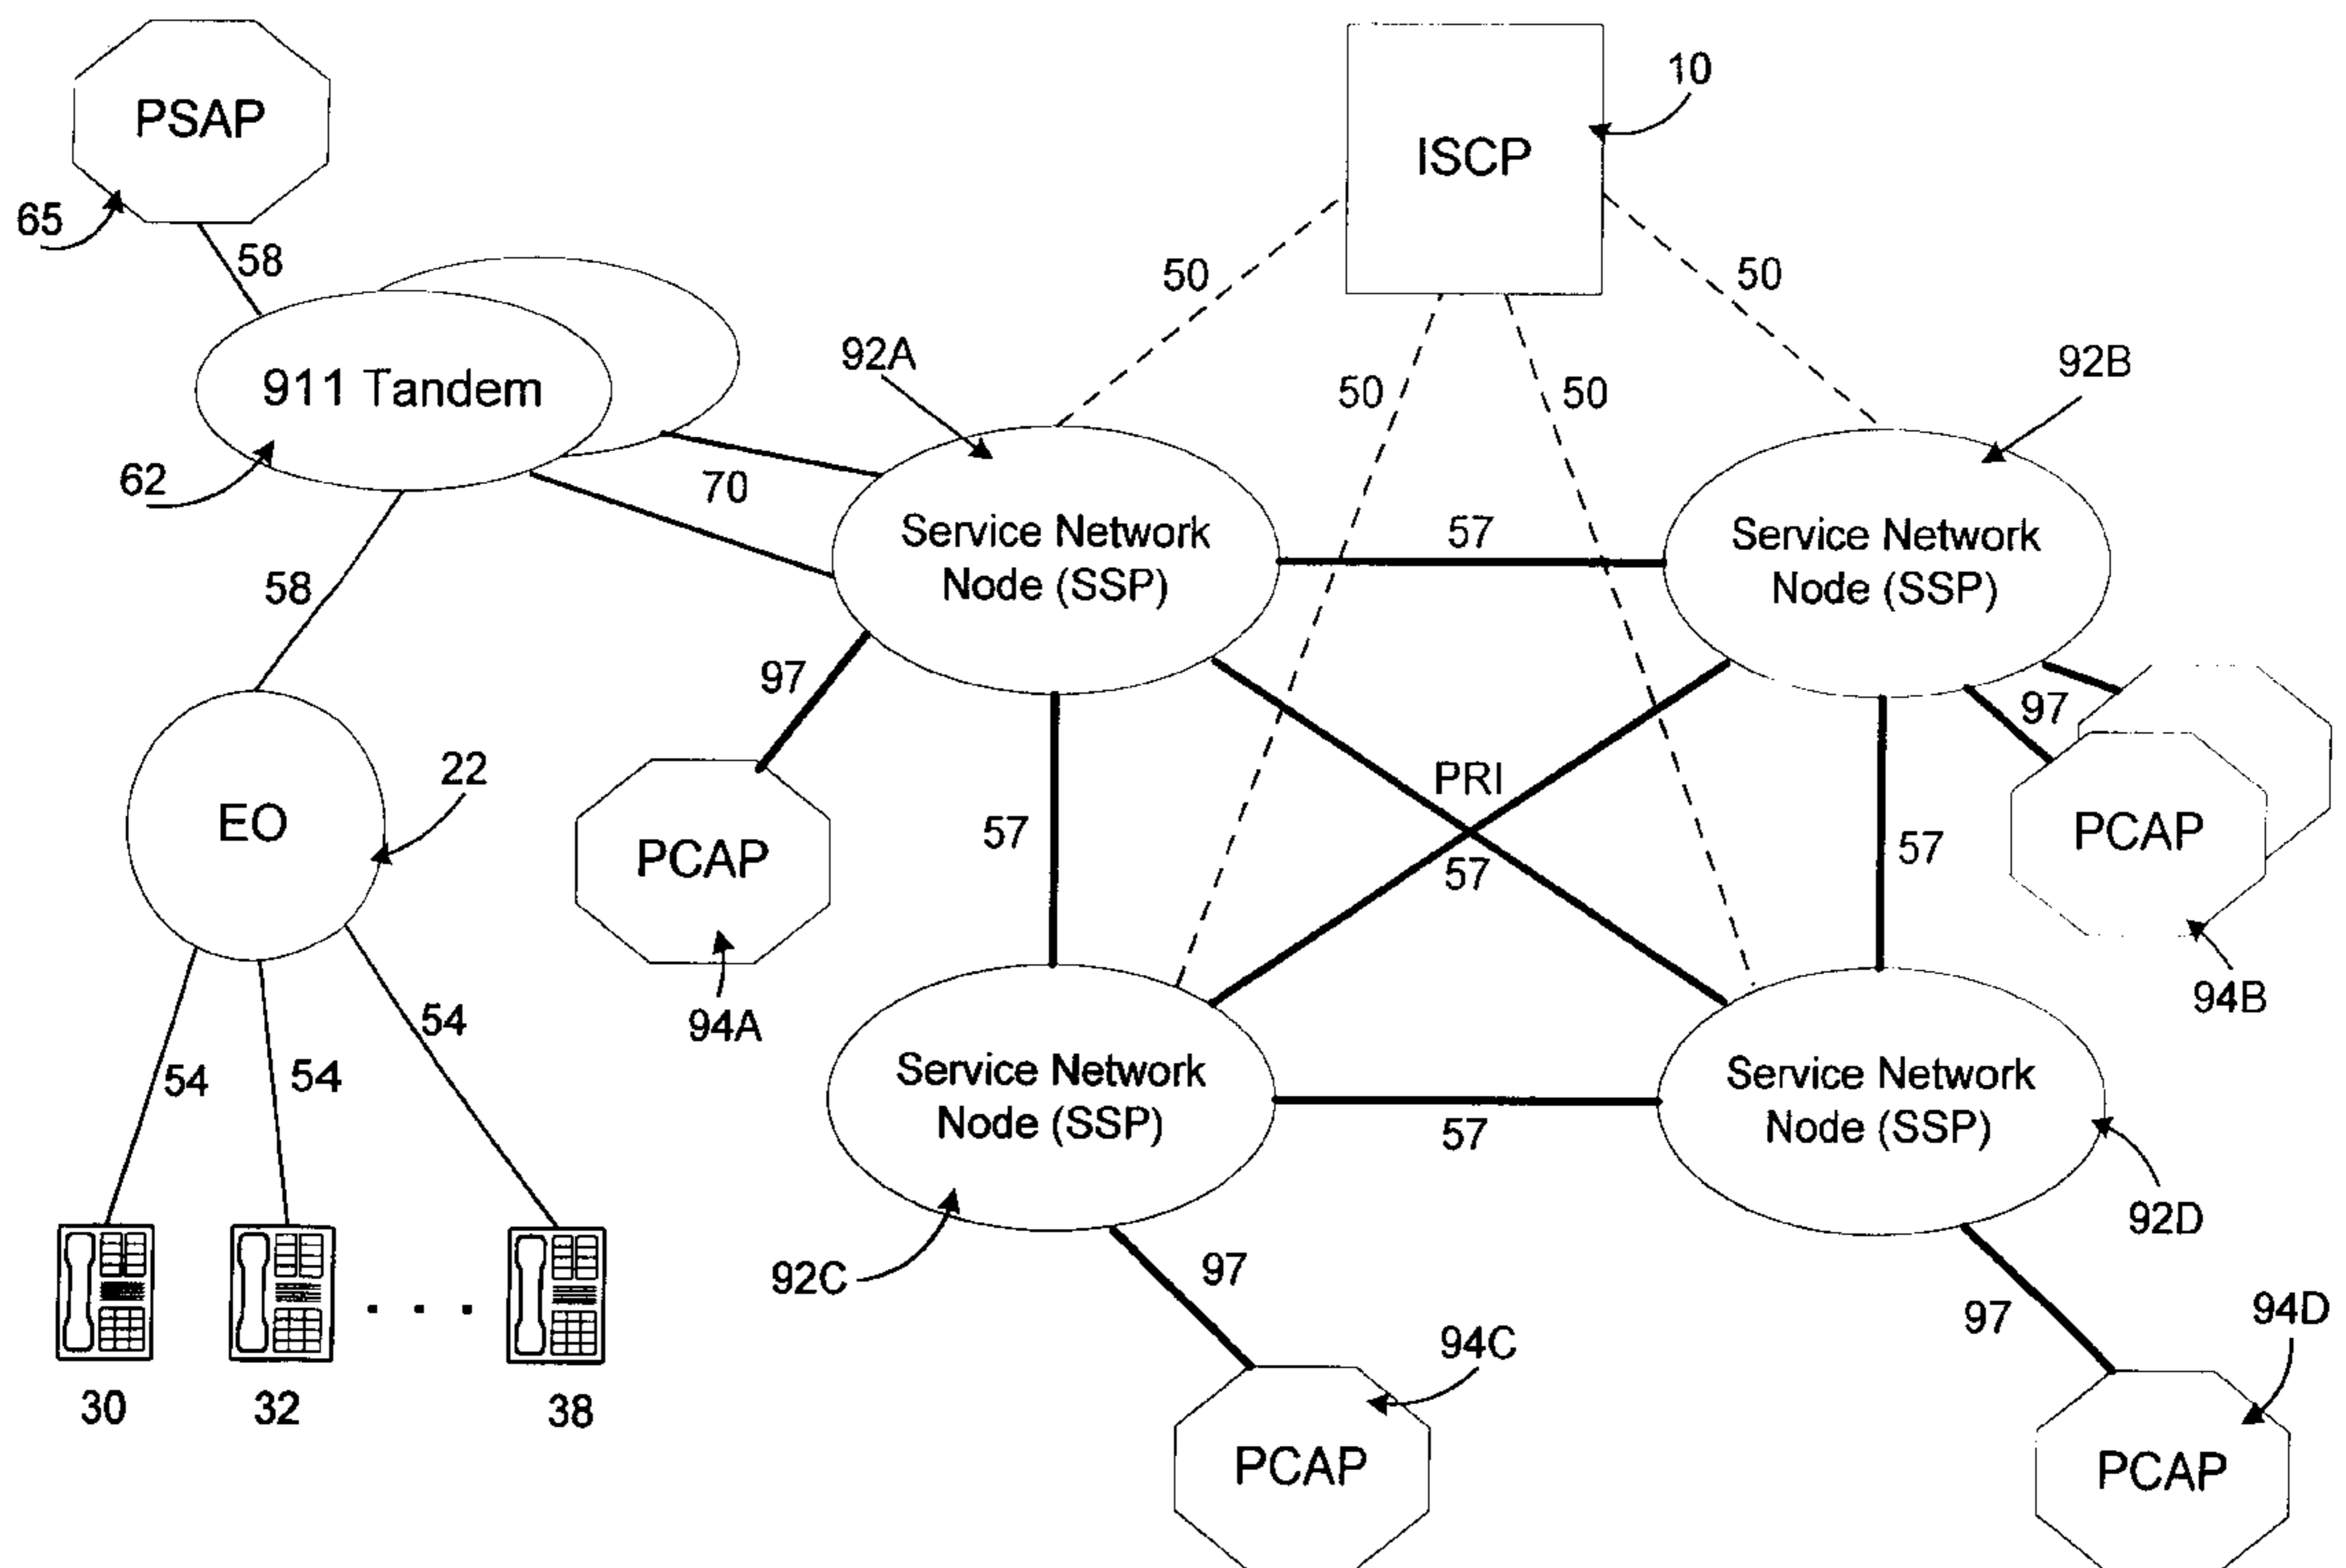 PSAP
65
58
ISCP
10
50
50
50
50
911 Tandem
62
70
92A
92B
Service Network
Node (SSP)
57
Service Network
Node (SSP)
58
97
97
EO
22
PCAP
94A
57
PRI
57
57
PCAP
94B
54
54
54
Service Network
Node (SSP)
57
Service Network
Node (SSP)
92C
92D
97
97
30
32
38
94C
94D
PCAP
PCAP